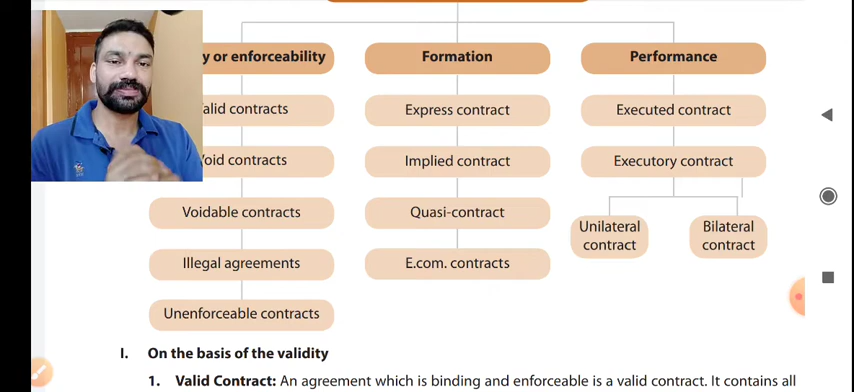 y or enforceability
Formation
Performance
alid contracts
Express contract
Executed contract
oid contracts
Implied contract
Executory contract
Voidable contracts
Quasi-contract
Unilateral
contract
Bilateral
contract
Illegal agreements
E.com. contracts
Unenforceable contracts
I. On the basis of the validity
1. Valid Contract: An agreement which is binding and enforceable is a valid contract. It contains all